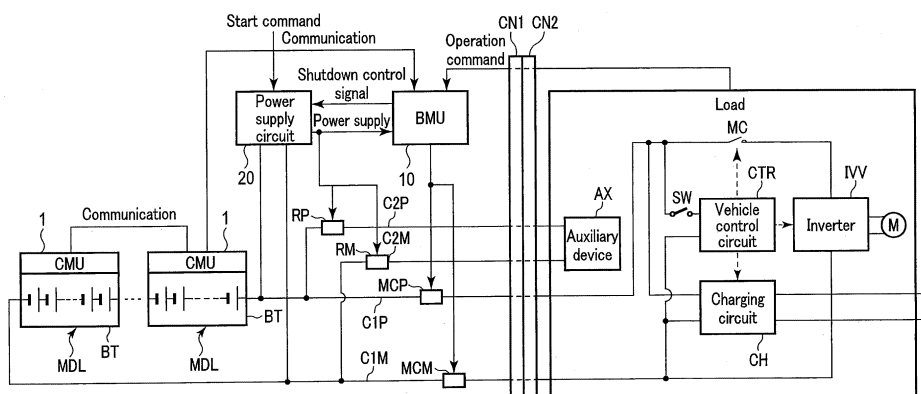 Start command
Communication
CN1 CN2
Operation
command
Shutdown control
signal
Power
supply
circuit
Power supply
BMU
Load
MC
20
10
CTR
IVV
C2P
AX
SW
Vehicle
control
circuit
Inverter
M
1
Communication
1
RP
Auxiliary
device
RM
C2M
CMU
CMU
MCP
Charging
circuit
C1P
BT
MDL
BT
MDL
C1M
MCM
CH